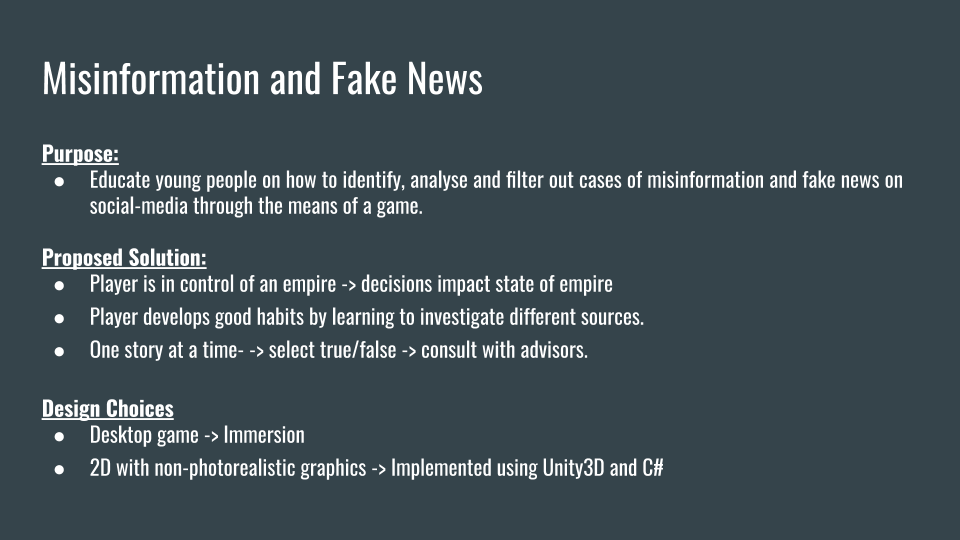 Misinformation and Fake News
Purpose:
● Educate young people on how to identify, analyse and filter out cases of misinformation and fake news on
social-media through the means of a game.
Proposed Solution:
● Player is in control of an empire -> decisions impact state of empire
● Player develops good habits by learning to investigate different sources.
● One story at a time- -> select true/false -> consult with advisors.
Design Choices
● Desktop game -> Immersion
● 2D with non-photorealistic graphics -> Implemented using Unity3D and C#